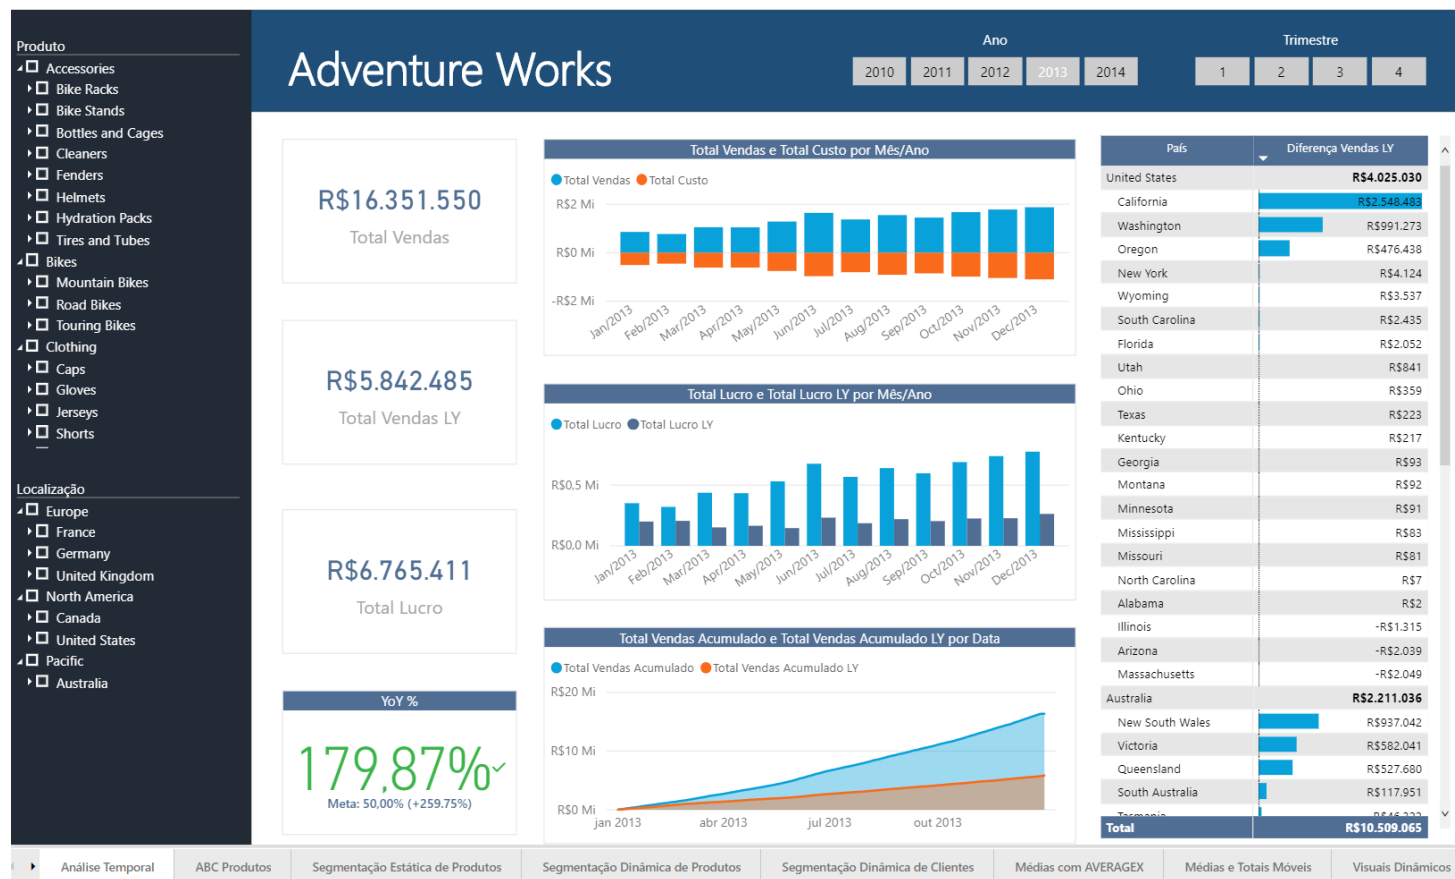 Produto
Accessories
Bike Racks
Bike Stands
Bottles and Cages
Cleaners
Fenders
Helmets
Hydration Packs
Tires and Tubes
Bikes
Mountain Bikes
Road Bikes
Touring Bikes
Clothing
Caps
Gloves
Jerseys
Shorts
Localização
Europe
France
Germany
United Kingdom
North America
Canada
United States
Pacific
Australia
Adventure Works
Ano
2010 2011 2012 2013 2014
Trimestre
1 2 3 4
R$16.351.550
Total Vendas
R$5.842.485
Total Vendas LY
R$6.765.411
Total Lucro
YoY %
179,87%
Meta: 50,00% (+259.75%)
Total Vendas e Total Custo por Mês/Ano
Total Vendas Total Custo
R$2 Mi
R$0 Mi
-R$2 Mi
Jan/2013 Feb/2013 Mar/2013 Apr/2013 May/2013 Jun/2013 Jul/2013 Aug/2013 Sep/2013 Oct/2013 Nov/2013 Dec/2013
Total Lucro e Total Lucro LY por Mês/Ano
Total Lucro Total Lucro LY
R$0,5 Mi
R$0,0 Mi
Jan/2013 Feb/2013 Mar/2013 Apr/2013 May/2013 Jun/2013 Jul/2013 Aug/2013 Sep/2013 Oct/2013 Nov/2013 Dec/2013
Total Vendas Acumulado e Total Vendas Acumulado LY por Data
Total Vendas Acumulado Total Vendas Acumulado LY
R$20 Mi
R$10 Mi
R$0 Mi
jan 2013 abr 2013 jul 2013 out 2013
País Diferença Vendas LY
United States R$4.025.030
California R$2.548.483
Washington R$991.273
Oregon R$476.438
New York R$4.124
Wyoming R$3.537
South Carolina R$2.435
Florida R$2.052
Utah R$841
Ohio R$359
Texas R$223
Kentucky R$217
Georgia R$93
Montana R$92
Minnesota R$91
Mississippi R$83
Missouri R$81
North Carolina R$7
Alabama R$2
Illinois -R$1.315
Arizona -R$2.039
Massachusetts -R$2.049
Australia R$2.211.036
New South Wales R$937.042
Victoria R$582.041
Queensland R$527.680
South Australia R$117.951
Total R$10.509.065
Análise Temporal ABC Produtos Segmentação Estática de Produtos Segmentação Dinâmica de Produtos Segmentação Dinâmica de Clientes Médias com AVERAGEX Médias e Totais Móveis Visuais Dinâmicos